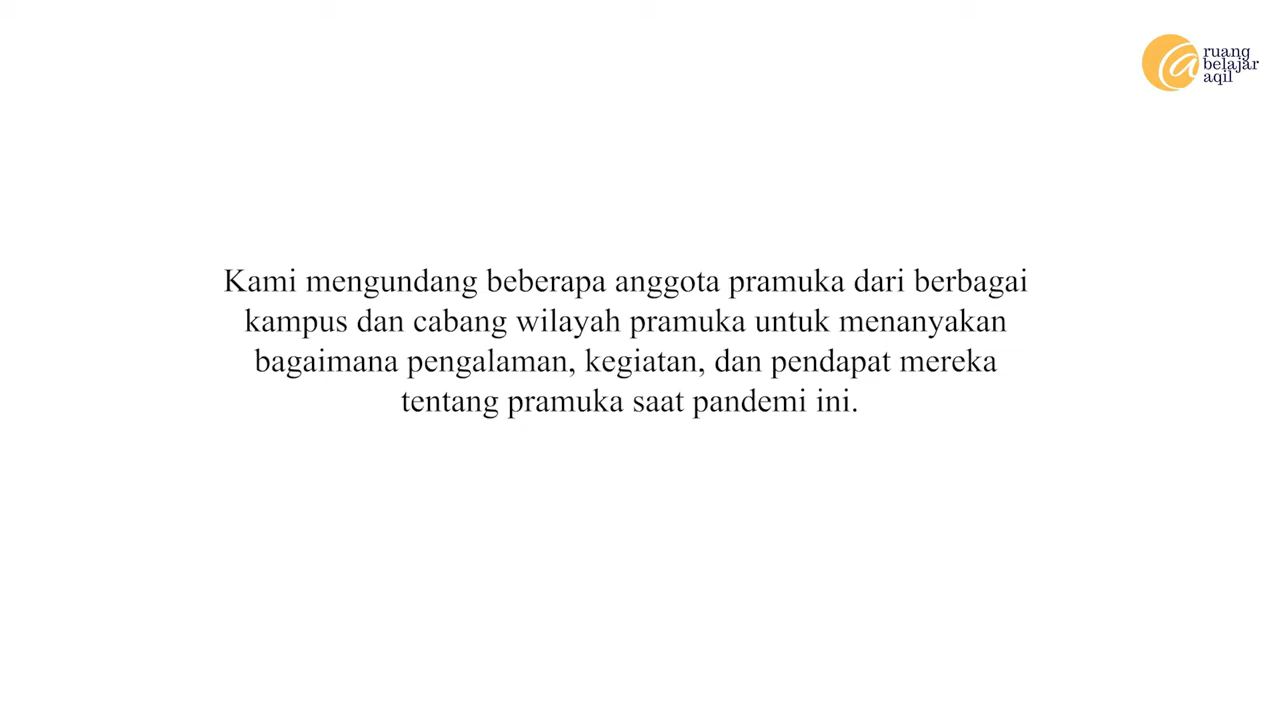 ruang
belajar
aqil
Kami mengundang beberapa anggota pramuka dari berbagai
kampus dan cabang wilayah pramuka untuk menanyakan
bagaimana pengalaman, kegiatan, dan pendapat mereka
tentang pramuka saat pandemi ini.